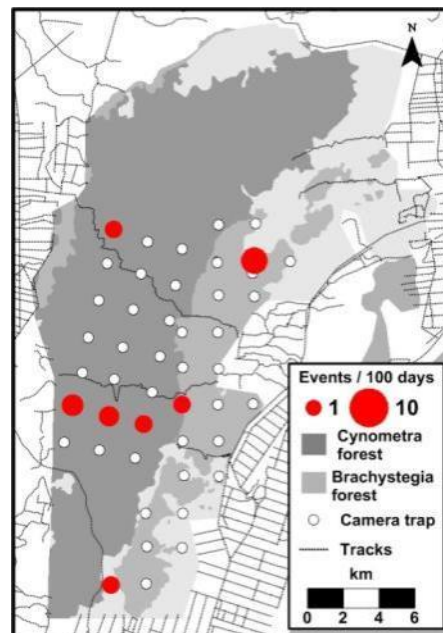 N
Events / 100 days
1 10
Cynometra
forest
Brachystegia
forest
Camera trap
Tracks
km
0 2 4 6